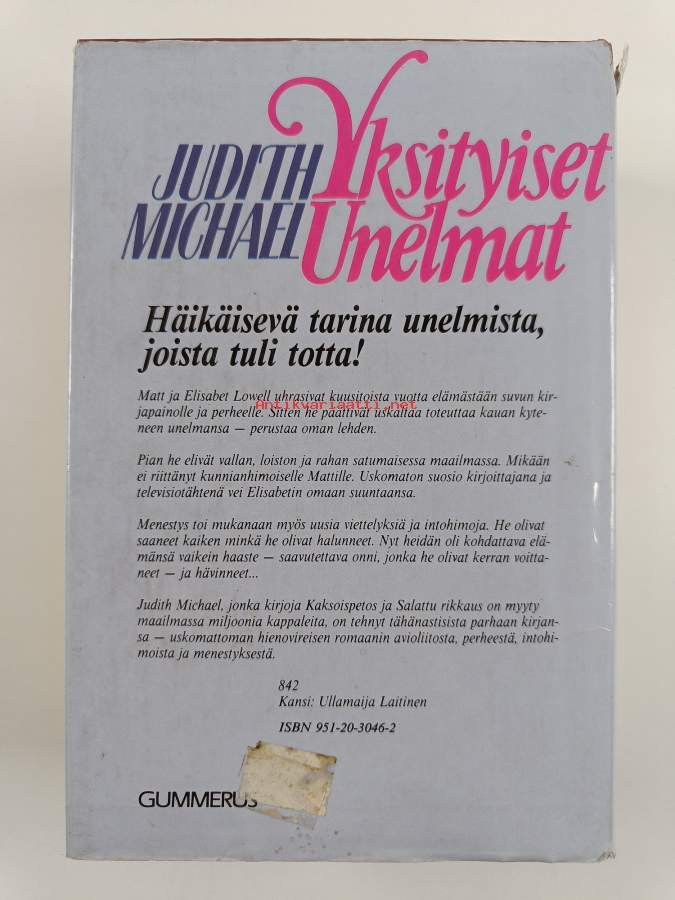 JUDITH
MICHAEL
Yksityiset
Unelmat
Häikäisevä tarina unelmista,
joista tuli totta!
Matt ja Elisabet Lowell uhrasivat kuusitoista vuotta elämästään suvun kir-
japainolle ja perheelle. Sitten he päättivät uskaltaa toteuttaa kauan kyte-
neen unelmansa — perustaa oman lehden.
Antikvariaatti.net
Pian he elivät vallan, loiston ja rahan satumaisessa maailmassa. Mikään
ei riittänyt kunnianhimoiselle Mattille. Uskomaton suosio kirjoittajana ja
televisiotähtenä vei Elisabetin omaan suuntaansa.
Menestys toi mukanaan myös uusia viettelyksiä ja intohimoja. He olivat
saaneet kaiken minkä he olivat halunneet. Nyt heidän oli kohdattava elä-
mänsä vaikein haaste — saavutettava onni, jonka he olivat kerran voitta-
neet — ja hävinneet...
Judith Michael, jonka kirjoja Kaksoispetos ja Salattu rikkaus on myyty
maailmassa miljoonia kappaleita, on tehnyt tähänastisista parhaan kirjan-
sa — uskomattoman hienovireisen romaanin avioliitosta, perheestä, intohi-
moista ja menestyksestä.
842
Kansi: Ullamaija Laitinen
ISBN 951-20-3046-2
GUMMERUS